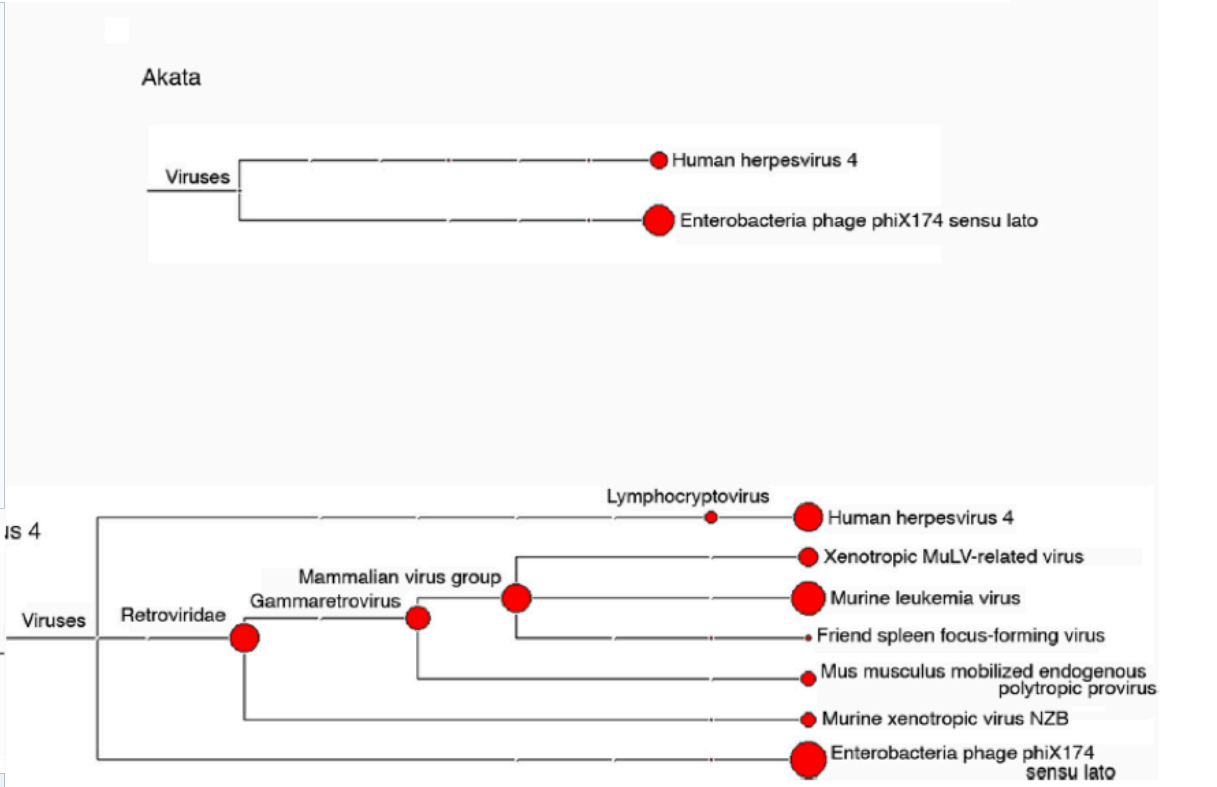 Akata
Viruses
Human herpesvirus 4
Enterobacteria phage phiX174 sensu lato
Lymphocryptovirus
Human herpesvirus 4
us 4
Xenotropic MuLV-related virus
Mammalian virus group
Murine leukemia virus
Gammaretrovirus
Retroviridae
Viruses
Friend spleen focus-forming virus
Mus musculus mobilized endogenous
polytropic provirus
Murine xenotropic virus NZB
Enterobacteria phage phiX174
sensu lato